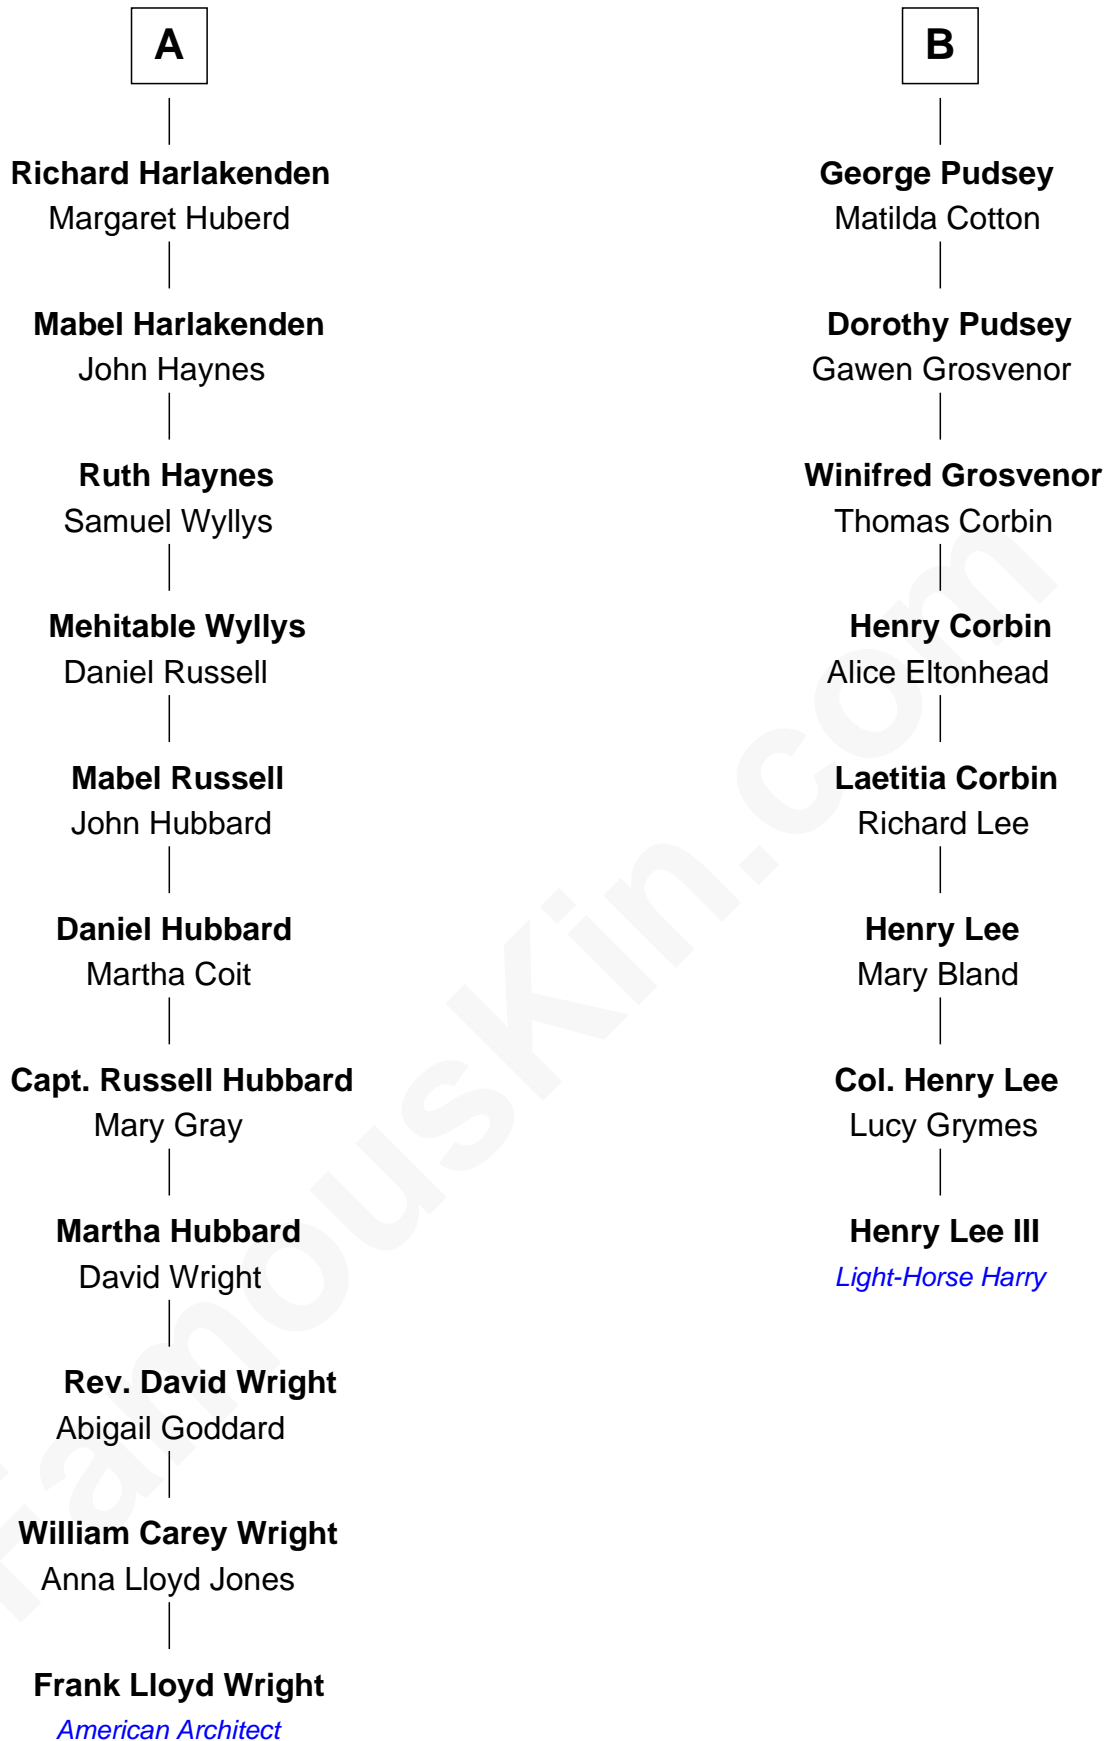 A
Richard Harlakenden
Margaret Huberd
Mabel Harlakenden
John Haynes
Ruth Haynes
Samuel Wyllys
Mehitable Wyllys
Daniel Russell
Mabel Russell
John Hubbard
Daniel Hubbard
Martha Coit
Capt. Russell Hubbard
Mary Gray
Martha Hubbard
David Wright
Rev. David Wright
Abigail Goddard
William Carey Wright
Anna Lloyd Jones
Frank Lloyd Wright
American Architect
B
George Pudsey
Matilda Cotton
Dorothy Pudsey
Gawen Grosvenor
Winifred Grosvenor
Thomas Corbin
Henry Corbin
Alice Eltonhead
Laetitia Corbin
Richard Lee
Henry Lee
Mary Bland
Col. Henry Lee
Lucy Grymes
Henry Lee III
Light-Horse Harry
FamousKin.com